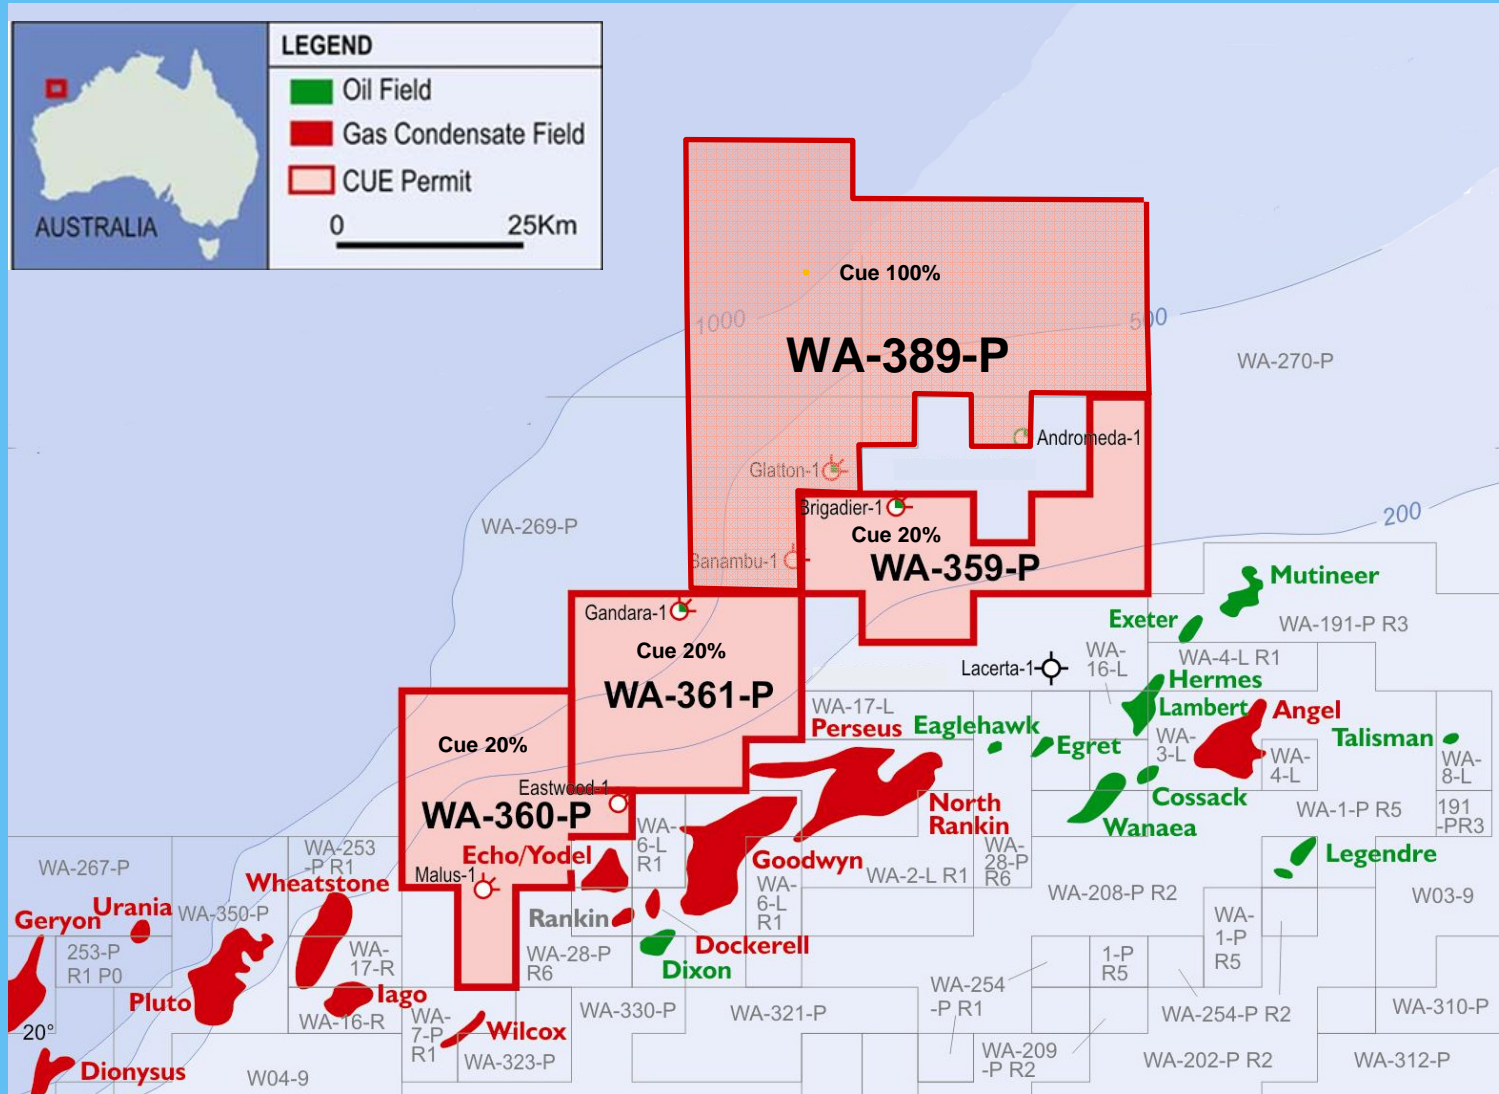 LEGEND
Oil Field
Gas Condensate Field
CUE Permit
0 25Km
AUSTRALIA
Cue 100%
1000
500
WA-389-P
WA-270-P
Andromeda-1
Glatton-1
Brigadier-1
200
WA-269-P
Cue 20%
Banambu-1
WA-359-P
Mutineer
Gandara-1
Exeter
WA-191-P R3
Cue 20%
WA-
16-L
WA-4-L R1
Lacerta-1
Hermes
WA-361-P
WA-17-L
Lambert
Angel
Perseus
Eaglehawk
Egret
WA-
3-L
Talisman
Cue 20%
WA-
4-L
WA-
8-L
Eastwood-1
Cossack
WA-360-P
North
Rankin
WA-1-P R5
191
-PR3
Wanaea
WA-
6-L
R1
WA-253
-P R1
Echo/Yodel
Goodwyn
WA-
28-P
R6
Legendre
WA-267-P
Malus-1
WA-2-L R1
Wheatstone
WA-
6-L
R1
WA-208-P R2
W03-9
Urania
Geryon
WA-350-P
Rankin
WA-
1-P
R5
253-P
R1 P0
WA-
17-R
WA-28-P
R6
Dockerell
Dixon
1-P
R5
Pluto
Iago
WA-254
-P R1
WA-16-R
WA-
7-P
R1
WA-330-P
WA-321-P
WA-254-P R2
WA-310-P
20°
Wilcox
WA-323-P
WA-209
-P R2
WA-202-P R2
WA-312-P
Dionysus
W04-9